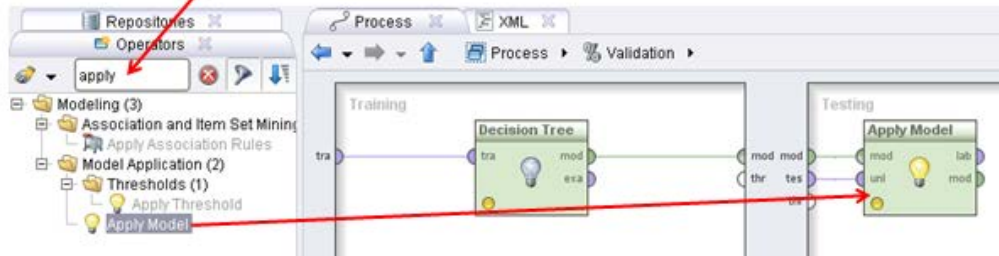 Repositories
Operators
apply
Modeling (3)
Association and Item Set Mining
Apply Association Rules
Model Application (2)
Thresholds (1)
Apply Threshold
Apply Model
Process
XML
Process
Validation
Training
Decision Tree
tra
tra
mod
exa
mod
thr
Testing
mod
tes
Apply Model
mod
unl
lab
mod